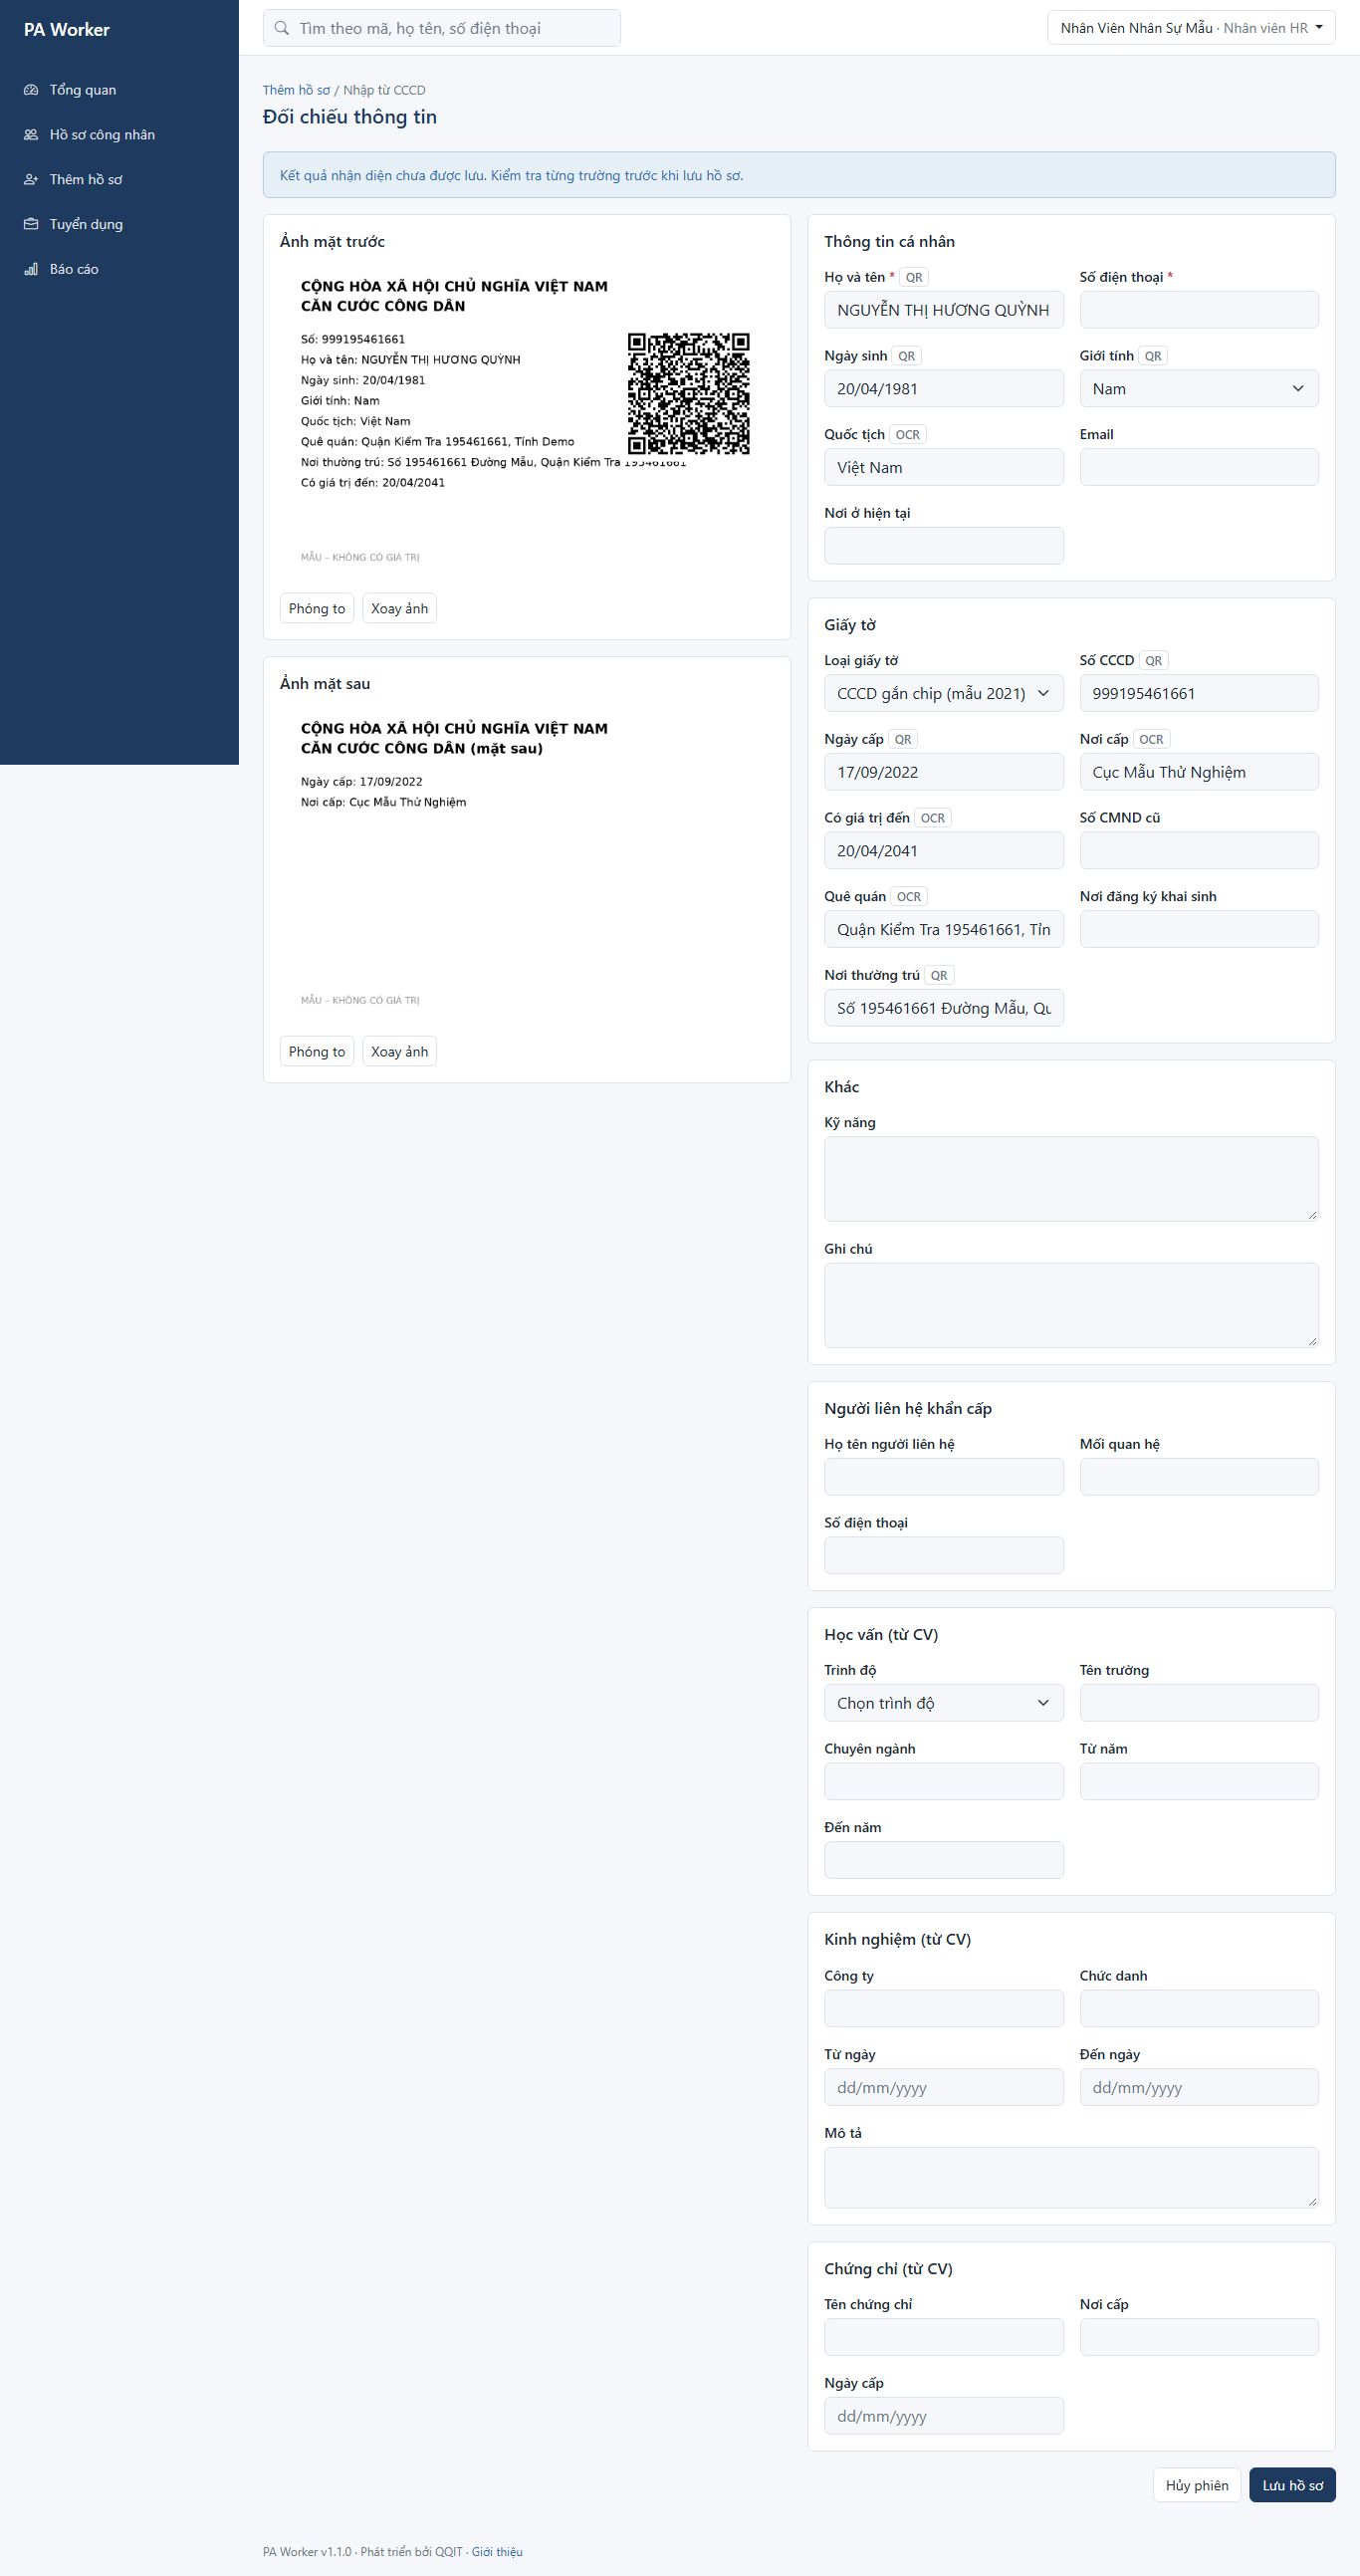 PA Worker
Tổng quan
Hồ sơ công nhân
Thêm hồ sơ
Tuyển dụng
Báo cáo
Tìm theo mã, họ tên, số điện thoại
Nhân Viên Nhân Sự Mẫu · Nhân viên HR
Thêm hồ sơ / Nhập từ CCCD
Đối chiếu thông tin
Kết quả nhận diện chưa được lưu. Kiểm tra từng trường trước khi lưu hồ sơ.
Ảnh mặt trước
CỘNG HÒA XÃ HỘI CHỦ NGHĨA VIỆT NAM
CĂN CƯỚC CÔNG DÂN
Số: 999195461661
Họ và tên: NGUYỄN THỊ HƯƠNG QUỲNH
Ngày sinh: 20/04/1981
Giới tính: Nam
Quốc tịch: Việt Nam
Quê quán: Quận Kiểm Tra 195461661, Tỉnh Demo
Nơi thường trú: Số 195461661 Đường Mẫu, Quận Kiểm Tra 195461661
Có giá trị đến: 20/04/2041
MẪU – KHÔNG CÓ GIÁ TRỊ
Phóng to
Xoay ảnh
Ảnh mặt sau
CỘNG HÒA XÃ HỘI CHỦ NGHĨA VIỆT NAM
CĂN CƯỚC CÔNG DÂN (mặt sau)
Ngày cấp: 17/09/2022
Nơi cấp: Cục Mẫu Thử Nghiệm
MẪU – KHÔNG CÓ GIÁ TRỊ
Phóng to
Xoay ảnh
Thông tin cá nhân
Họ và tên * QR
NGUYỄN THỊ HƯƠNG QUỲNH
Số điện thoại *
Ngày sinh QR
20/04/1981
Giới tính QR
Nam
Quốc tịch OCR
Việt Nam
Email
Nơi ở hiện tại
Giấy tờ
Loại giấy tờ
CCCD gắn chip (mẫu 2021)
Số CCCD QR
999195461661
Ngày cấp QR
17/09/2022
Nơi cấp OCR
Cục Mẫu Thử Nghiệm
Có giá trị đến OCR
20/04/2041
Số CMND cũ
Quê quán OCR
Quận Kiểm Tra 195461661, Tỉn
Nơi đăng ký khai sinh
Nơi thường trú QR
Số 195461661 Đường Mẫu, Qu
Khác
Kỹ năng
Ghi chú
Người liên hệ khẩn cấp
Họ tên người liên hệ
Mối quan hệ
Số điện thoại
Học vấn (từ CV)
Trình độ
Chọn trình độ
Tên trường
Chuyên ngành
Từ năm
Đến năm
Kinh nghiệm (từ CV)
Công ty
Chức danh
Từ ngày
dd/mm/yyyy
Đến ngày
dd/mm/yyyy
Mô tả
Chứng chỉ (từ CV)
Tên chứng chỉ
Nơi cấp
Ngày cấp
dd/mm/yyyy
Hủy phiên
Lưu hồ sơ
PA Worker v1.1.0 · Phát triển bởi QQIT · Giới thiệu